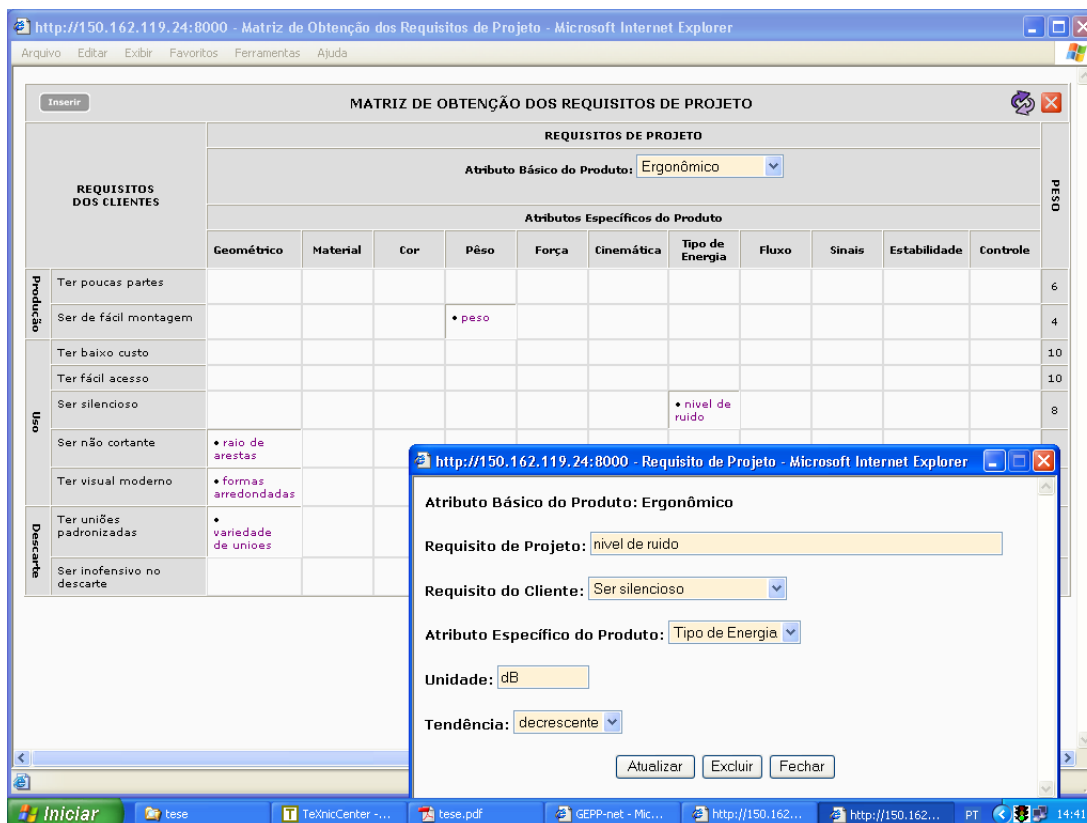 http://150.162.119.24:8000 - Matriz de Obtenção dos Requisitos de Projeto - Microsoft Internet Explorer
Arquivo Editar Exibir Favoritos Ferramentas Ajuda
Inserir
MATRIZ DE OBTENÇÃO DOS REQUISITOS DE PROJETO
REQUISITOS
DOS CLIENTES
REQUISITOS DE PROJETO
PESO
Atributo Básico do Produto: Ergonômico
Atributos Específicos do Produto
Geométrico Material Cor Pêso Força Cinemática Tipo de Energia Fluxo Sinais Estabilidade Controle
Produção
Ter poucas partes 6
Ser de fácil montagem • peso 4
Uso
Ter baixo custo 10
Ter fácil acesso 10
Ser silencioso • nivel de ruido 8
Ser não cortante • raio de arestas
Ter visual moderno • formas arredondadas
Descarte
Ter uniões padronizadas • variedade de unioes
Ser inofensivo no descarte
http://150.162.119.24:8000 - Requisito de Projeto - Microsoft Internet Explorer
Atributo Básico do Produto: Ergonômico
Requisito de Projeto: nivel de ruido
Requisito do Cliente: Ser silencioso
Atributo Específico do Produto: Tipo de Energia
Unidade: dB
Tendência: decrescente
Atualizar Excluir Fechar
Iniciar tese TeXnicCenter -... tese.pdf GEPP-net - Mic... http://150.162... http://150.162... PT 14:41